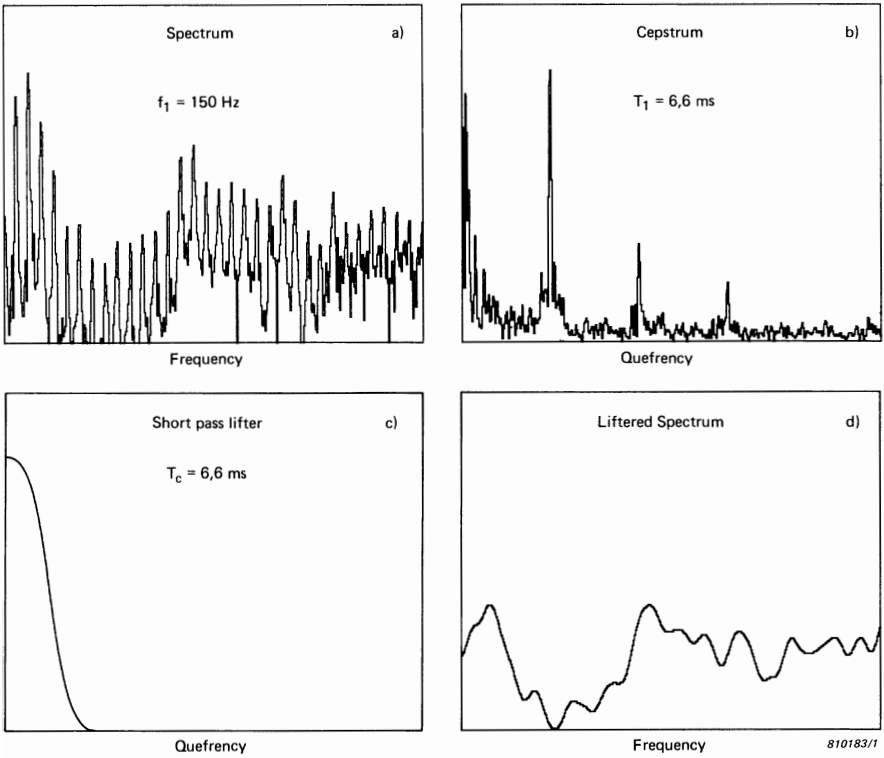 Spectrum
a)
f1 = 150 Hz
Frequency
Cepstrum
b)
T1 = 6,6 ms
Quefrency
Short pass lifter
c)
Tc = 6,6 ms
Quefrency
Liftered Spectrum
d)
Frequency
810183/1